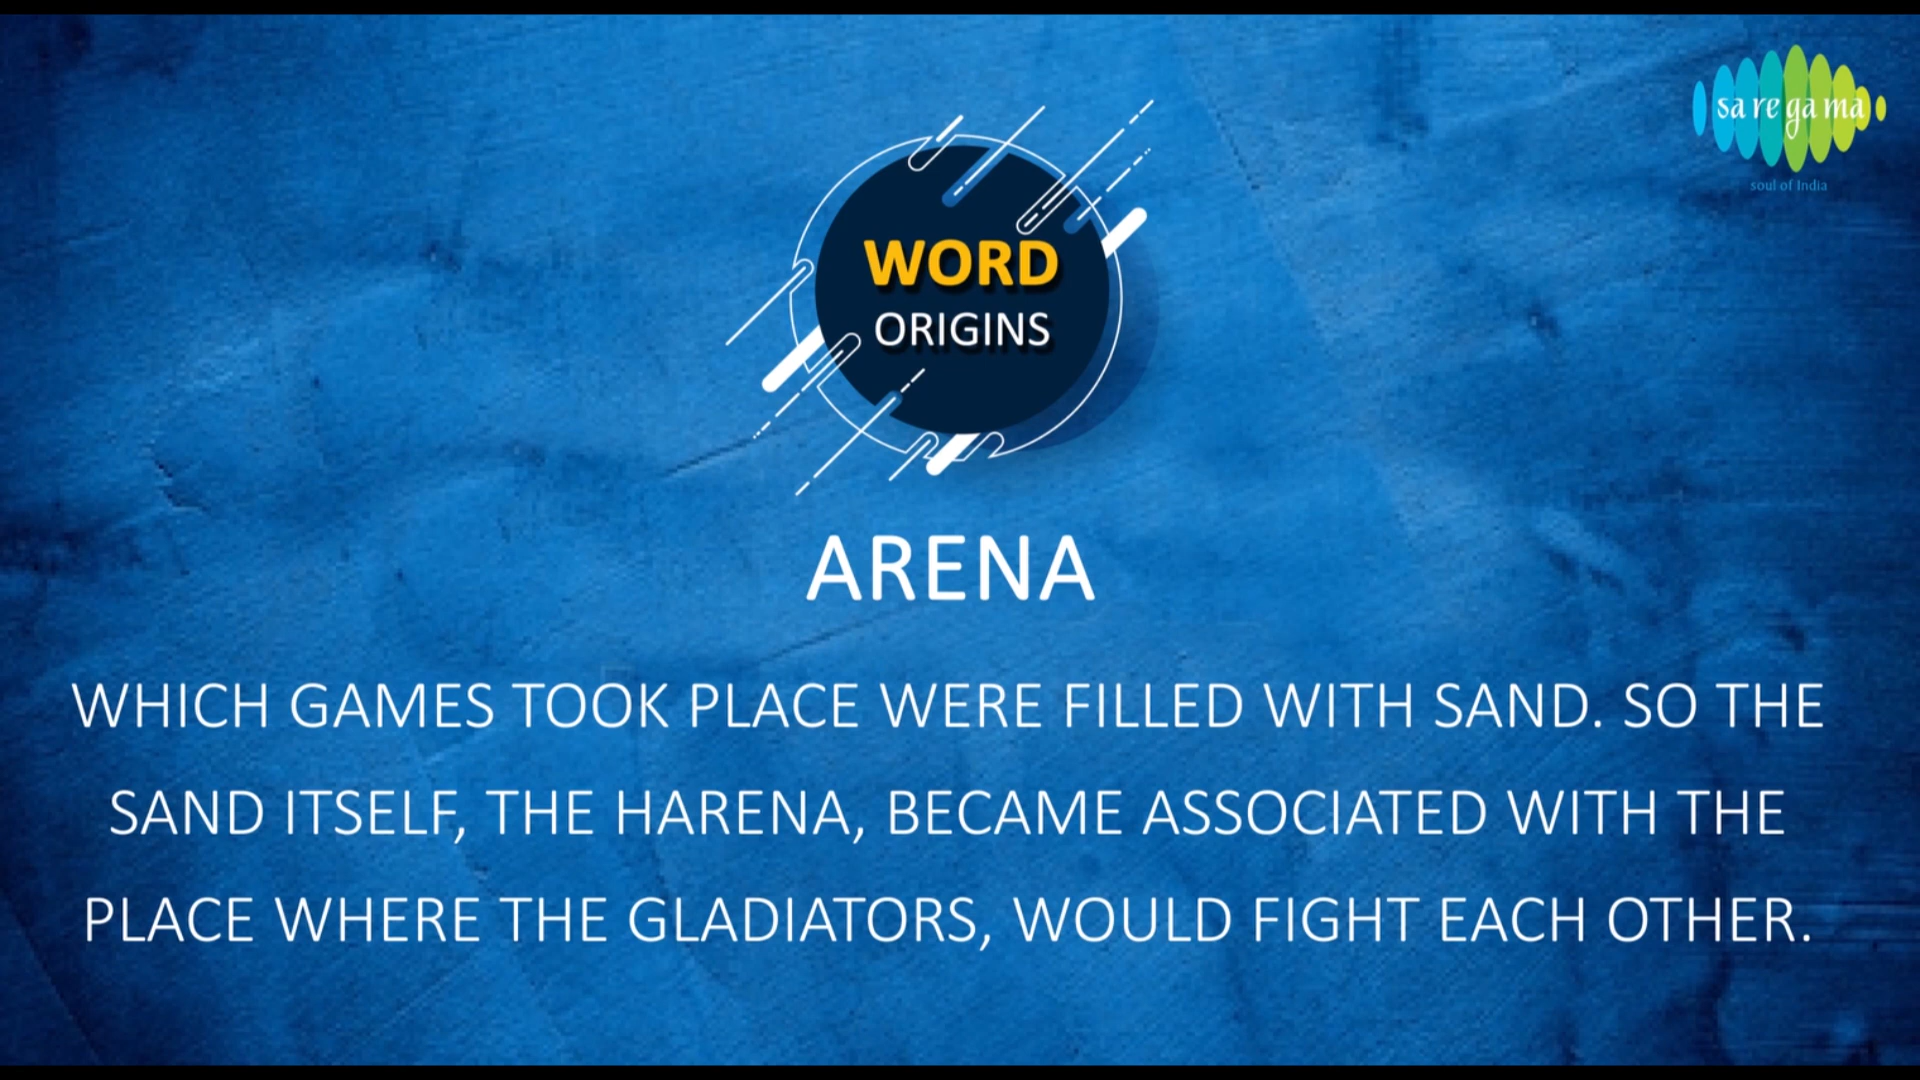 sa re ga ma
soul of India
WORD
ORIGINS
ARENA
WHICH GAMES TOOK PLACE WERE FILLED WITH SAND. SO THE
SAND ITSELF, THE HARENA, BECAME ASSOCIATED WITH THE
PLACE WHERE THE GLADIATORS, WOULD FIGHT EACH OTHER.